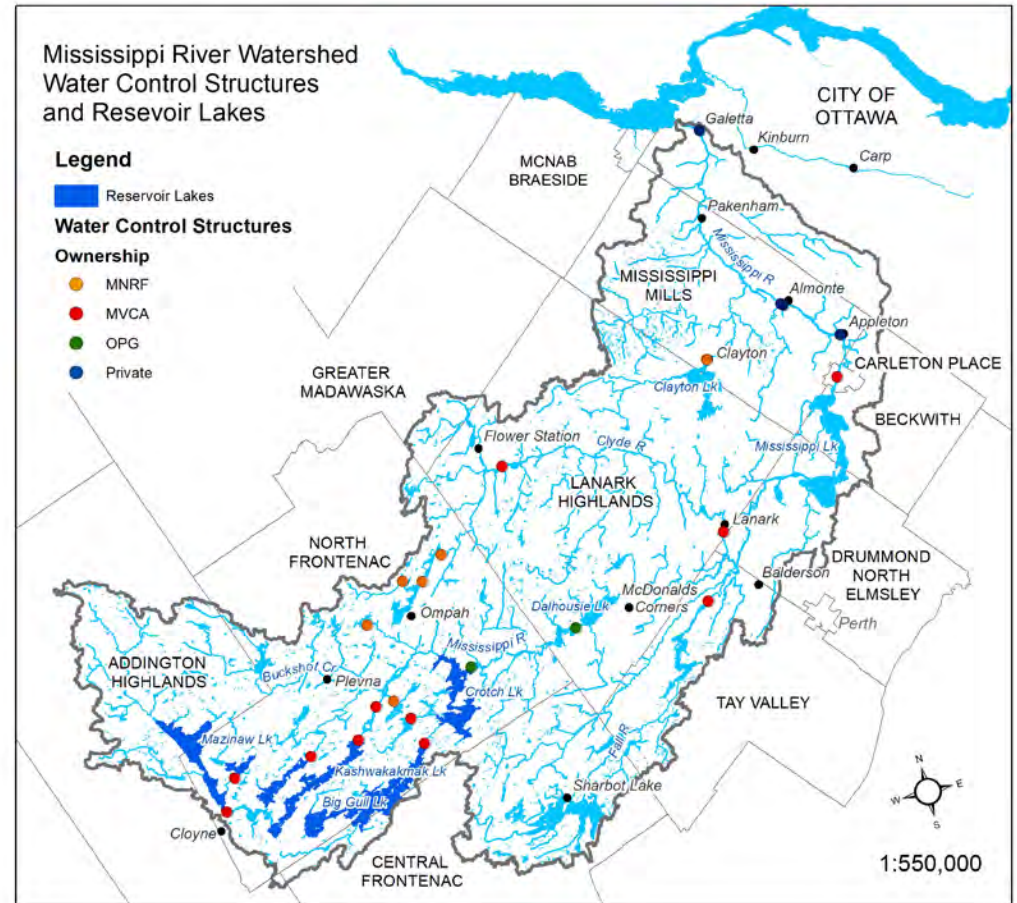 Mississippi River Watershed
Water Control Structures
and Resevoir Lakes
Legend
Reservoir Lakes
Water Control Structures
Ownership
MNRF
MVCA
OPG
Private
CITY OF
OTTAWA
Galetta
Kinburn
Carp
MCNAB
BRAESIDE
Pakenham
Mississippi R
MISSISSIPPI
MILLS
Almonte
Appleton
Clayton
CARLETON PLACE
Clayton Lk
GREATER
MADAWASKA
BECKWITH
Flower Station
Clyde R
Mississippi Lk
LANARK
HIGHLANDS
Lanark
NORTH
FRONTENAC
DRUMMOND
NORTH
ELMSLEY
Balderson
McDonalds
Corners
Dalhousie Lk
Ompah
Perth
Mississippi R
ADDINGTON
HIGHLANDS
Buckshot Cr
Plevna
Crotch Lk
TAY VALLEY
Mazinaw Lk
Fall R
Kashwakakmak Lk
Big Gull Lk
Sharbot Lake
Cloyne
CENTRAL
FRONTENAC
N
W
E
S
1:550,000